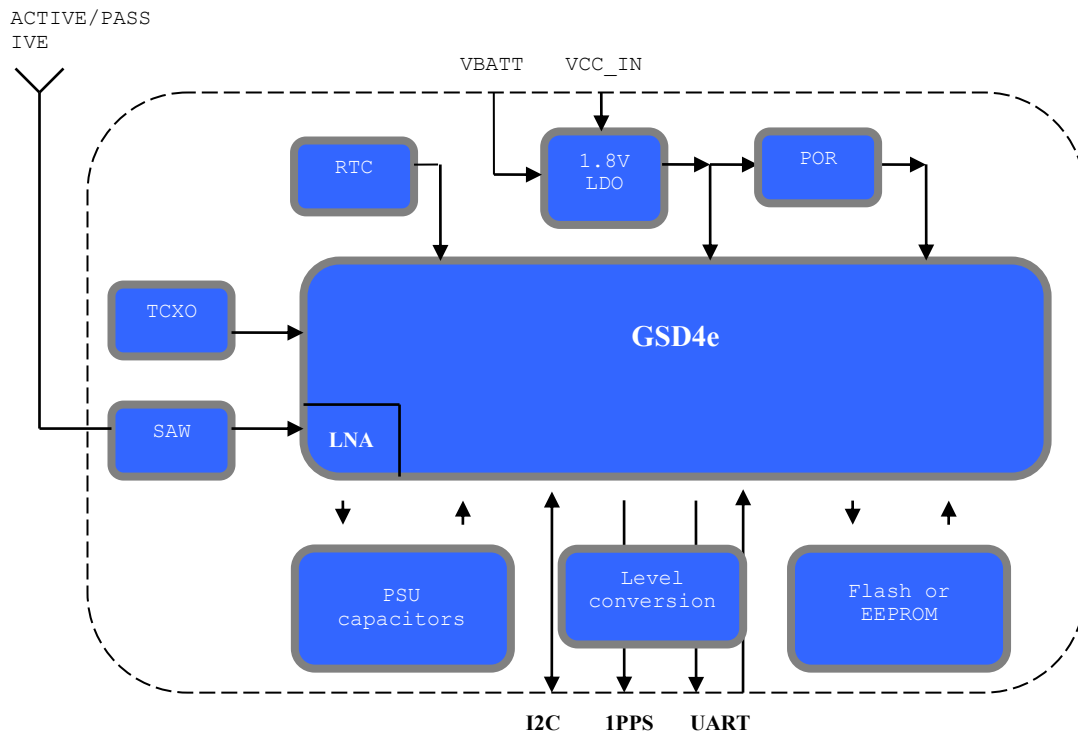 ACTIVE/PASS
IVE
VBATT
VCC_IN
RTC
1.8V
LDO
POR
TCXO
GSD4e
SAW
LNA
PSU
capacitors
Level
conversion
Flash or
EEPROM
I2C
1PPS
UART